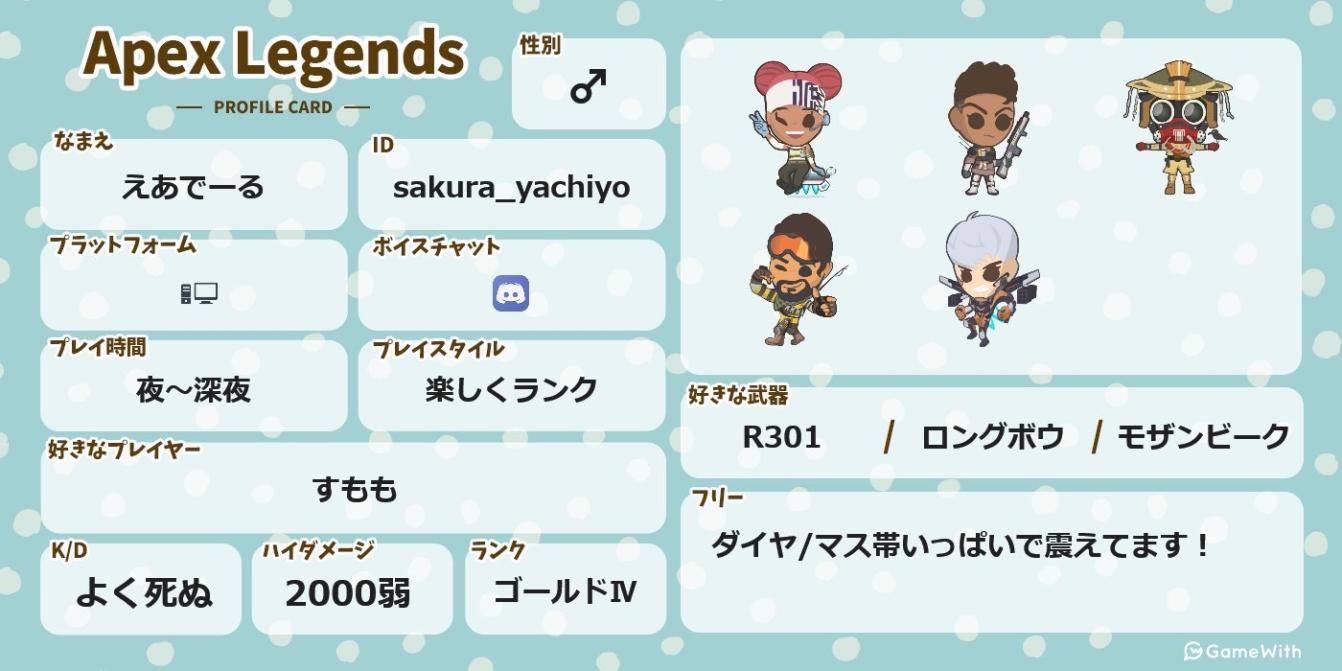 Apex Legends
PROFILE CARD
性別
♂
なまえ
えあでーる
ID
sakura_yachiyo
プラットフォーム
ボイスチャット
プレイ時間
夜～深夜
プレイスタイル
楽しくランク
好きなプレイヤー
すもも
K/D
よく死ぬ
ハイダメージ
2000弱
ランク
ゴールドⅣ
好きな武器
R301 / ロングボウ / モザンビーク
フリー
ダイヤ/マス帯いっぱいで震えてます！
GameWith